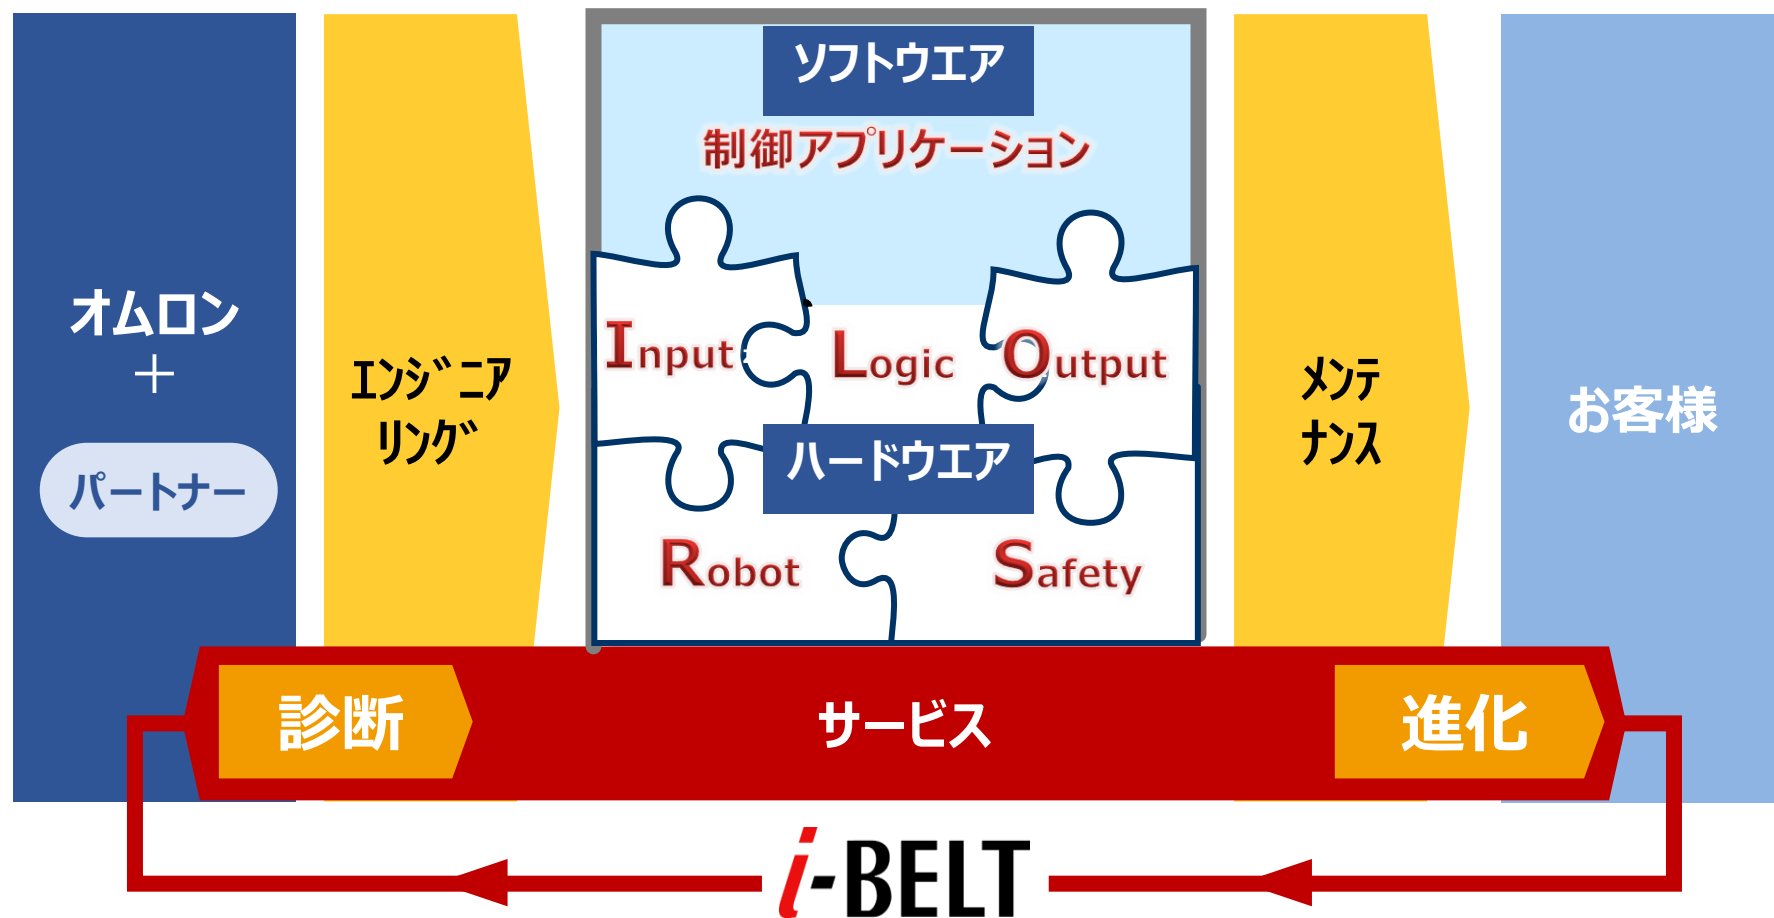 オムロン
＋
パートナー
ｴﾝｼﾞﾆｱ
ﾘﾝｸﾞ
ソフトウエア
制御アプリケーション
Input
Logic
Output
ハードウエア
Robot
Safety
ﾒﾝﾃ
ﾅﾝｽ
お客様
診断
サービス
進化
i-BELT